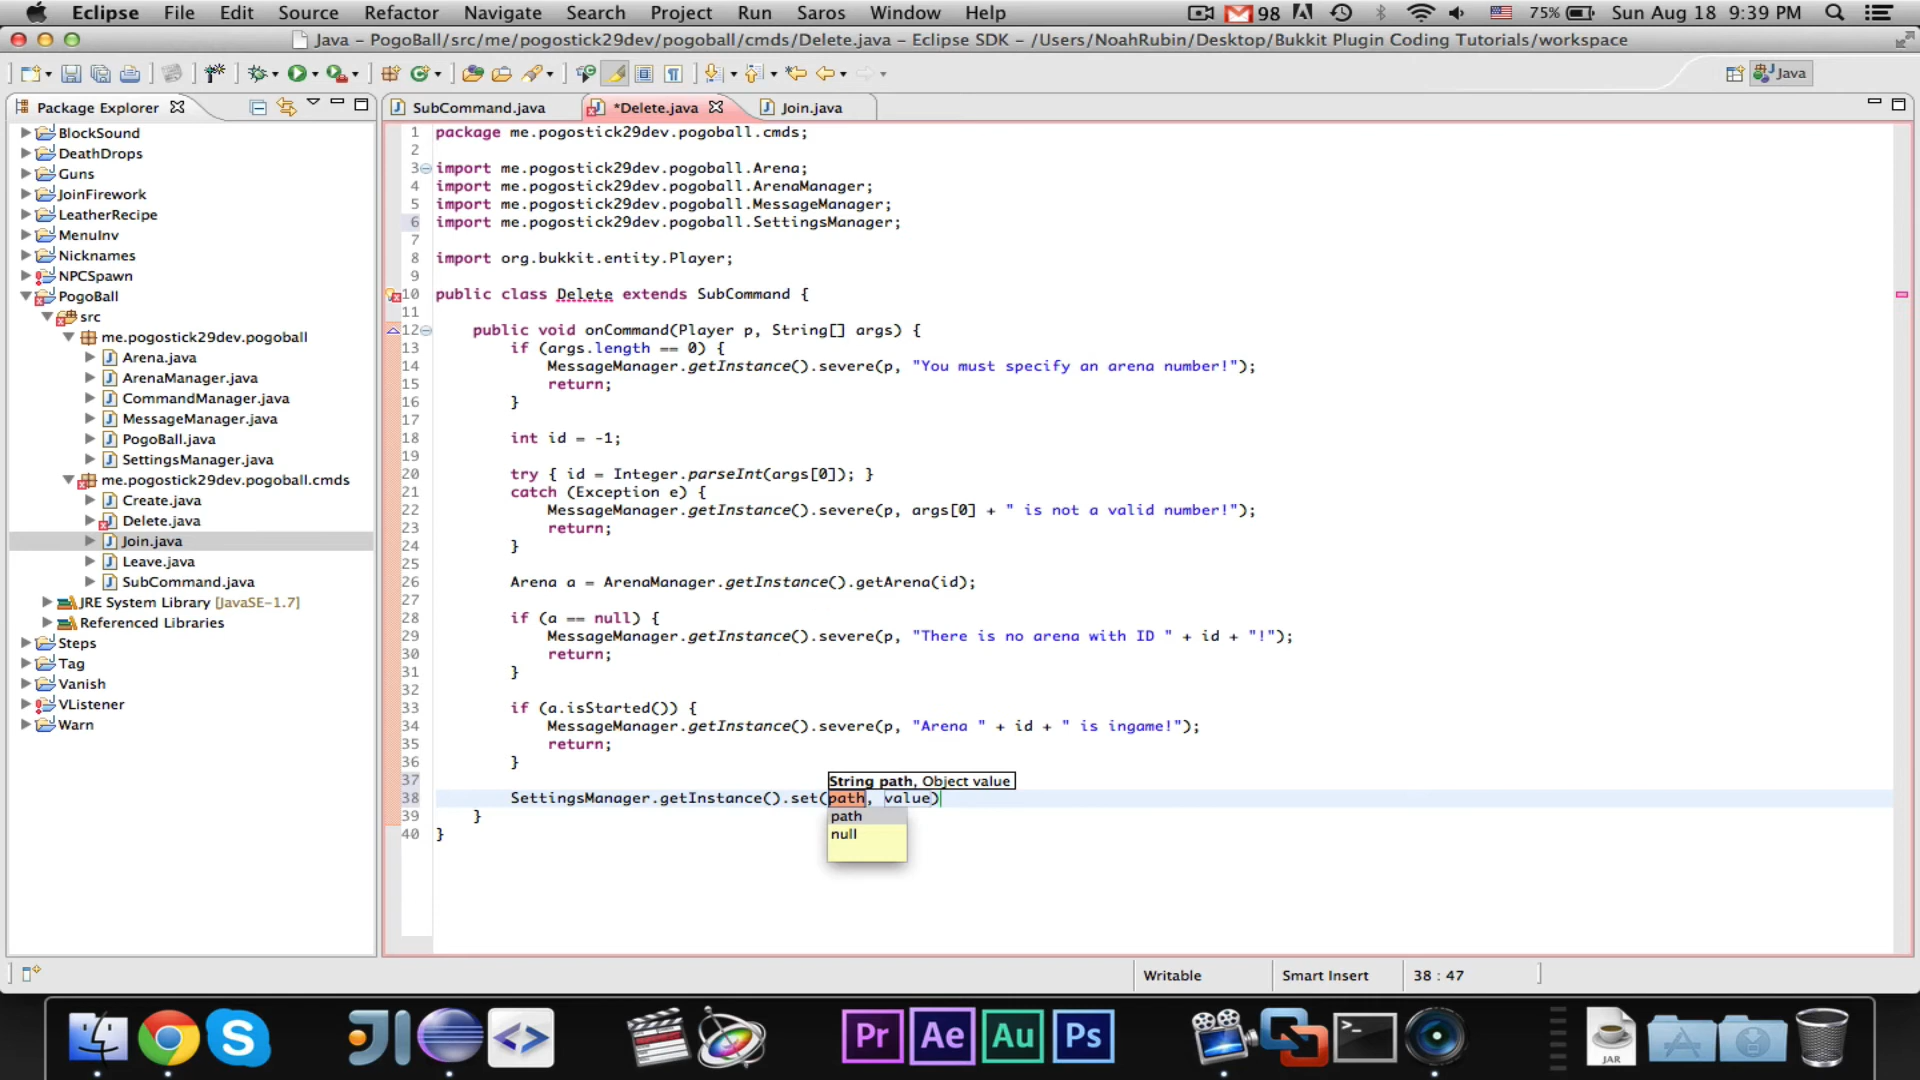 Eclipse File Edit Source Refactor Navigate Search Project Run Saros Window Help 98 75% Sun Aug 18 9:39 PM
Java – PogoBall/src/me/pogostick29dev/pogoball/cmds/Delete.java – Eclipse SDK – /Users/NoahRubin/Desktop/Bukkit Plugin Coding Tutorials/workspace
Java
Package Explorer
BlockSound
DeathDrops
Guns
JoinFirework
LeatherRecipe
MenuInv
Nicknames
NPCSpawn
PogoBall
src
me.pogostick29dev.pogoball
Arena.java
ArenaManager.java
CommandManager.java
MessageManager.java
PogoBall.java
SettingsManager.java
me.pogostick29dev.pogoball.cmds
Create.java
Delete.java
Join.java
Leave.java
SubCommand.java
JRE System Library [JavaSE-1.7]
Referenced Libraries
Steps
Tag
Vanish
VListener
Warn
SubCommand.java *Delete.java Join.java
1 package me.pogostick29dev.pogoball.cmds;
2
3 import me.pogostick29dev.pogoball.Arena;
4 import me.pogostick29dev.pogoball.ArenaManager;
5 import me.pogostick29dev.pogoball.MessageManager;
6 import me.pogostick29dev.pogoball.SettingsManager;
7
8 import org.bukkit.entity.Player;
9
10 public class Delete extends SubCommand {
11
12 public void onCommand(Player p, String[] args) {
13 if (args.length == 0) {
14 MessageManager.getInstance().severe(p, "You must specify an arena number!");
15 return;
16 }
17
18 int id = -1;
19
20 try { id = Integer.parseInt(args[0]); }
21 catch (Exception e) {
22 MessageManager.getInstance().severe(p, args[0] + " is not a valid number!");
23 return;
24 }
25
26 Arena a = ArenaManager.getInstance().getArena(id);
27
28 if (a == null) {
29 MessageManager.getInstance().severe(p, "There is no arena with ID " + id + "!");
30 return;
31 }
32
33 if (a.isStarted()) {
34 MessageManager.getInstance().severe(p, "Arena " + id + " is ingame!");
35 return;
36 }
37
String path, Object value
38 SettingsManager.getInstance().set(path, value)
39 }
path
40 }
null
Writable Smart Insert 38 : 47
JI Pr Ae Au Ps JAR